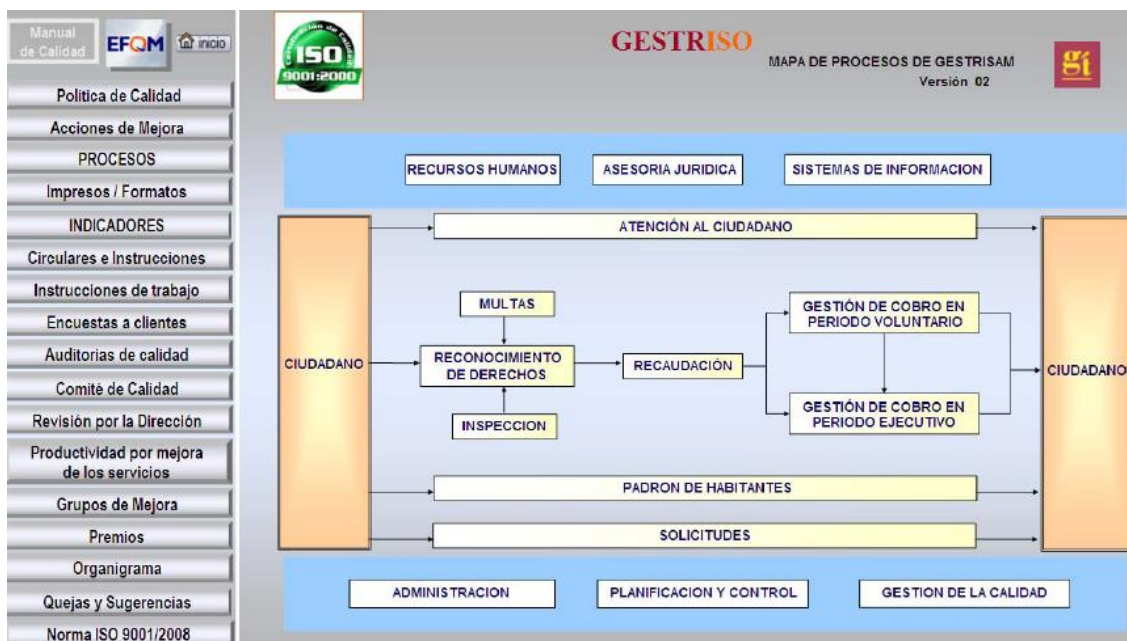 Manual
de Calidad
EFQM
inicio
Politica de Calidad
Acciones de Mejora
PROCESOS
Impresos / Formatos
INDICADORES
Circulares e Instrucciones
Instrucciones de trabajo
Encuestas a clientes
Auditorias de calidad
Comité de Calidad
Revisión por la Dirección
Productividad por mejora
de los servicios
Grupos de Mejora
Premios
Organigrama
Quejas y Sugerencias
Norma ISO 9001/2008
ISO
9001:2000
GESTRISO
MAPA DE PROCESOS DE GESTRISAM
Versión 02
gt
RECURSOS HUMANOS
ASESORIA JURIDICA
SISTEMAS DE INFORMACION
CIUDADANO
ATENCIÓN AL CIUDADANO
MULTAS
RECONOCIMIENTO
DE DERECHOS
INSPECCION
RECAUDACIÓN
GESTIÓN DE COBRO EN
PERIODO VOLUNTARIO
GESTIÓN DE COBRO EN
PERIODO EJECUTIVO
PADRON DE HABITANTES
SOLICITUDES
CIUDADANO
ADMINISTRACION
PLANIFICACION Y CONTROL
GESTION DE LA CALIDAD